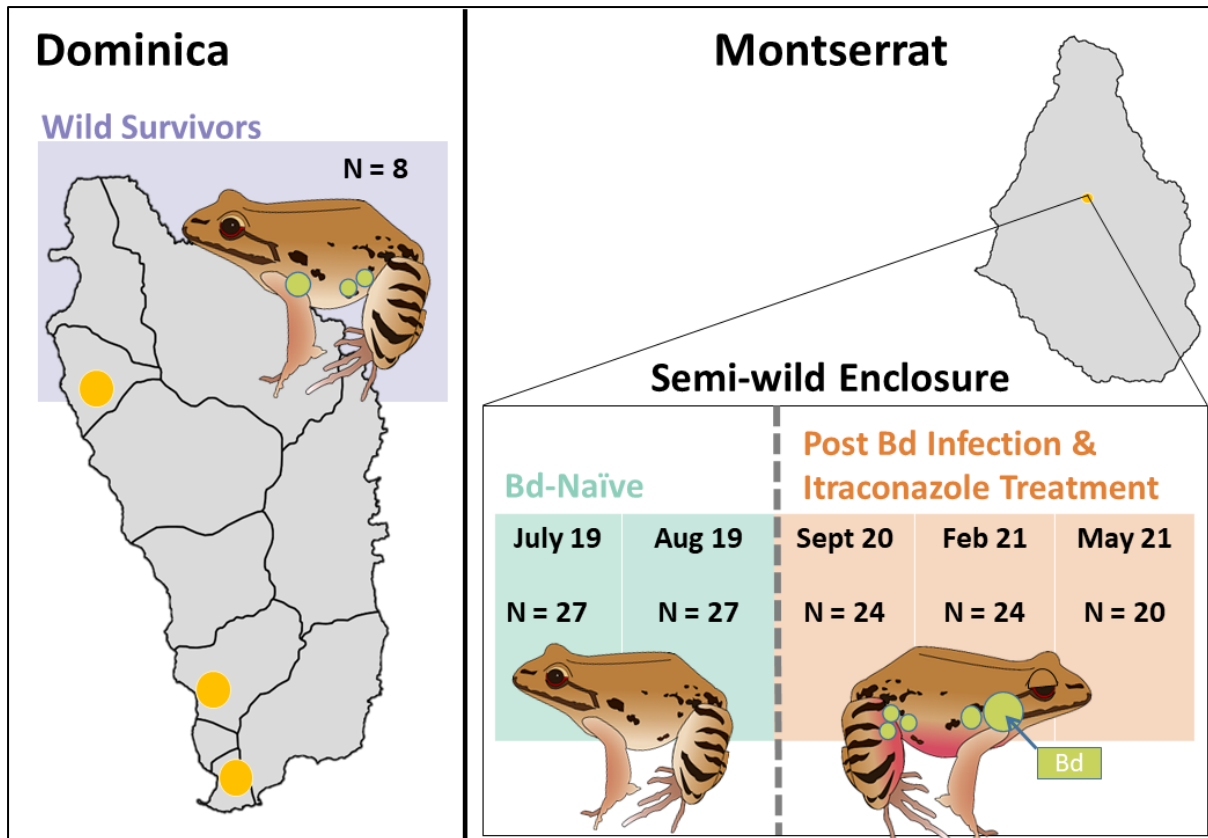 Dominica
Wild Survivors
N = 8
Montserrat
Semi-wild Enclosure
Bd-Naïve
Post Bd Infection &
Itraconazole Treatment
July 19
Aug 19
Sept 20
Feb 21
May 21
N = 27
N = 27
N = 24
N = 24
N = 20
Bd